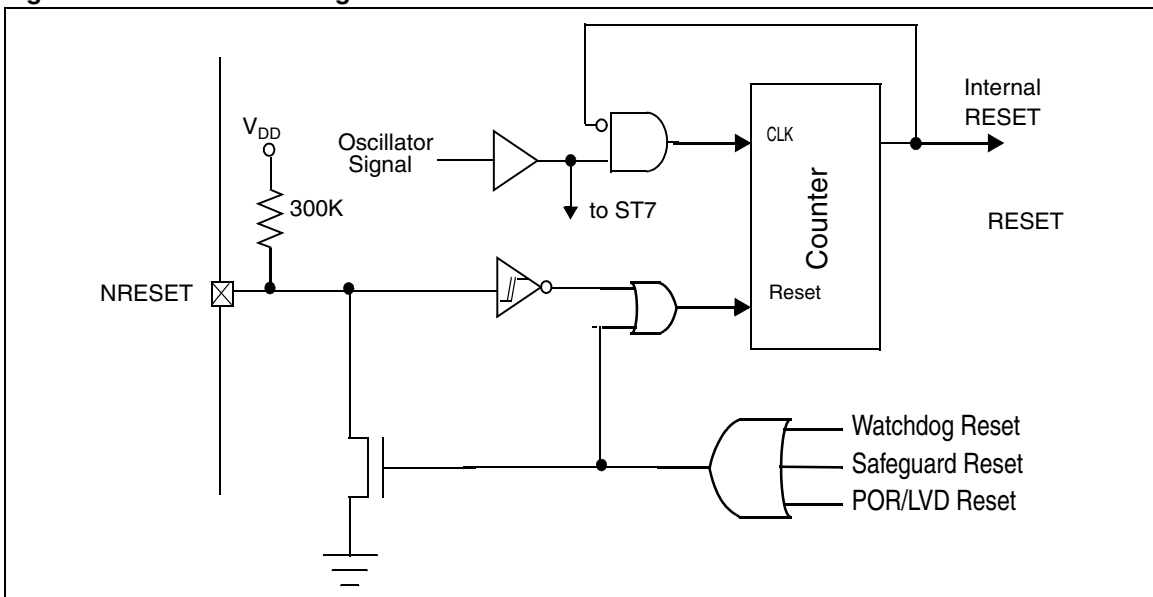 Internal
RESET
V_DD
Oscillator
Signal
CLK
300K
to ST7
Counter
RESET
NRESET
Reset
Watchdog Reset
Safeguard Reset
POR/LVD Reset